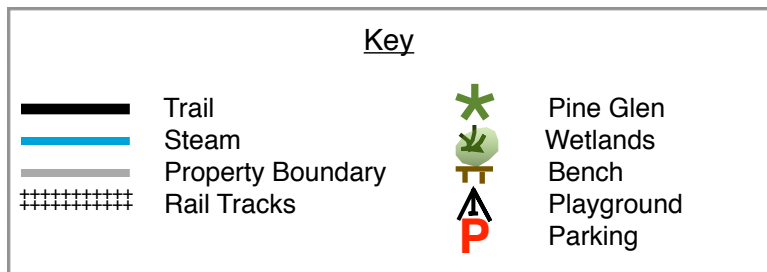 Key
Trail
Steam
Property Boundary
Rail Tracks
Pine Glen
Wetlands
Bench
Playground
P Parking